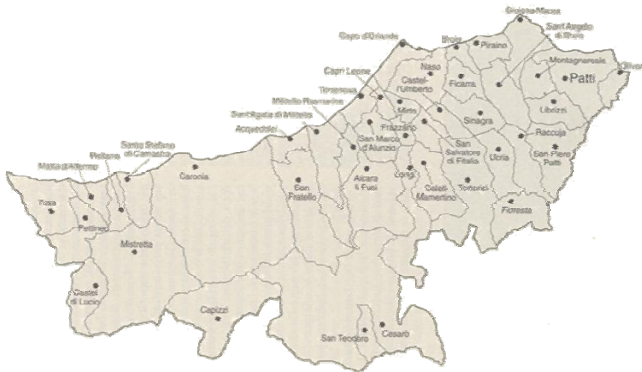 Gioiosa Marea
Capo d'Orlando
Brolo
Piraino
Sant'Angelo
di Brolo
Naso
Montagnareale
Oliveri
Capri Leone
Castel-
l'Umberto
Ficarra
Patti
Torrenova
Militello Rosmarino
Mirto
Librizzi
Sant'Agata di Militello
Frazzanò
Sinagra
Acquedolci
San Marco
d'Alunzio
San
Salvatore
di Fitalia
Raccuja
Ucria
San Piero
Patti
Santo Stefano
di Camastra
Reitano
Motta d'Affermo
Caronia
San
Fratello
Alcara
li Fusi
Longi
Galati
Mamertino
Tortorici
Floresta
Tusa
Pettineo
Mistretta
Castel
di Lucio
Capizzi
San Teodoro
Cesarò